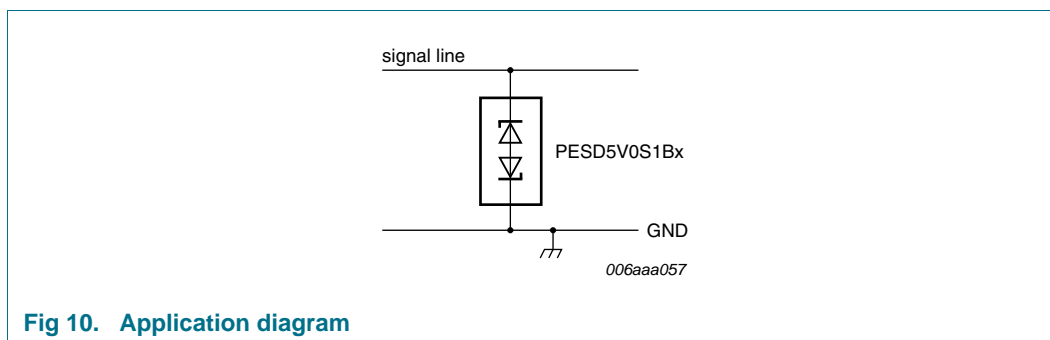 signal line
PESD5V0S1Bx
GND
006aaa057
Fig 10. Application diagram